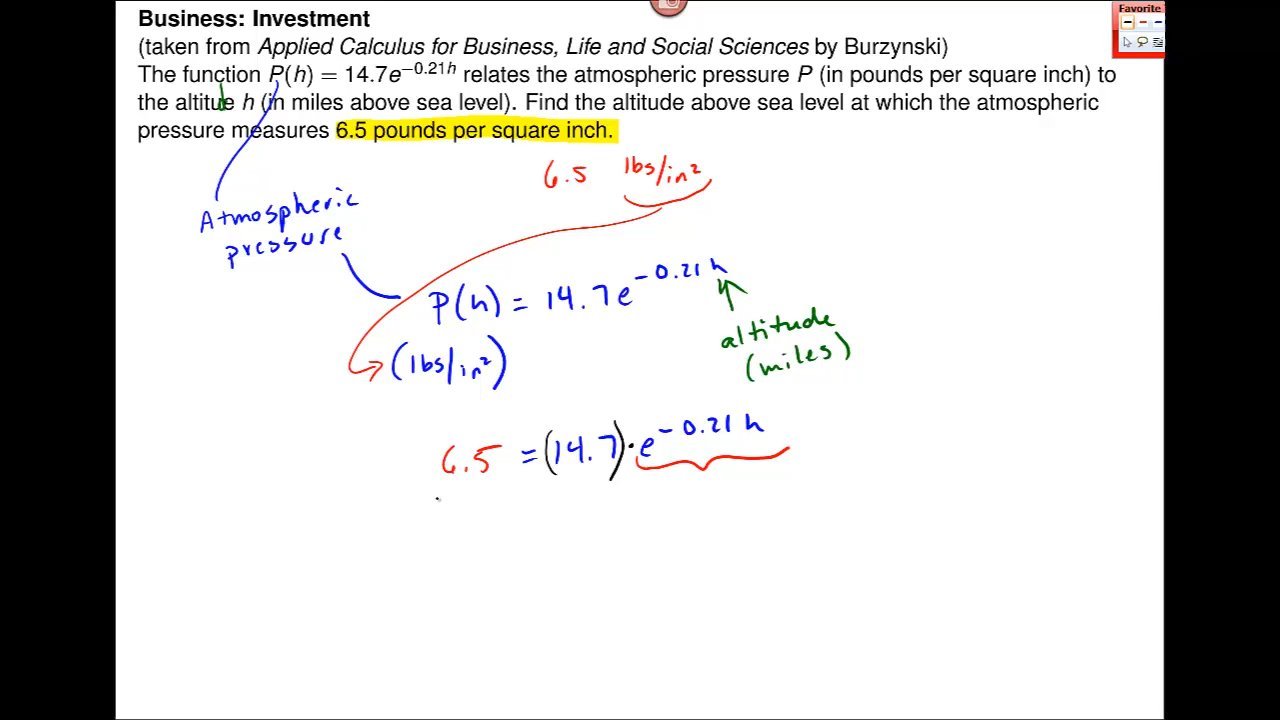 Business: Investment
(taken from Applied Calculus for Business, Life and Social Sciences by Burzynski)
The function P(h) = 14.7e^−0.21h relates the atmospheric pressure P (in pounds per square inch) to
the altitude h (in miles above sea level). Find the altitude above sea level at which the atmospheric
pressure measures 6.5 pounds per square inch.
Favorite
6.5 lbs/in²
Atmospheric
pressure
P(h) = 14.7e^−0.21h
altitude
(miles)
(lbs/in²)
6.5 = (14.7)·e^−0.21h